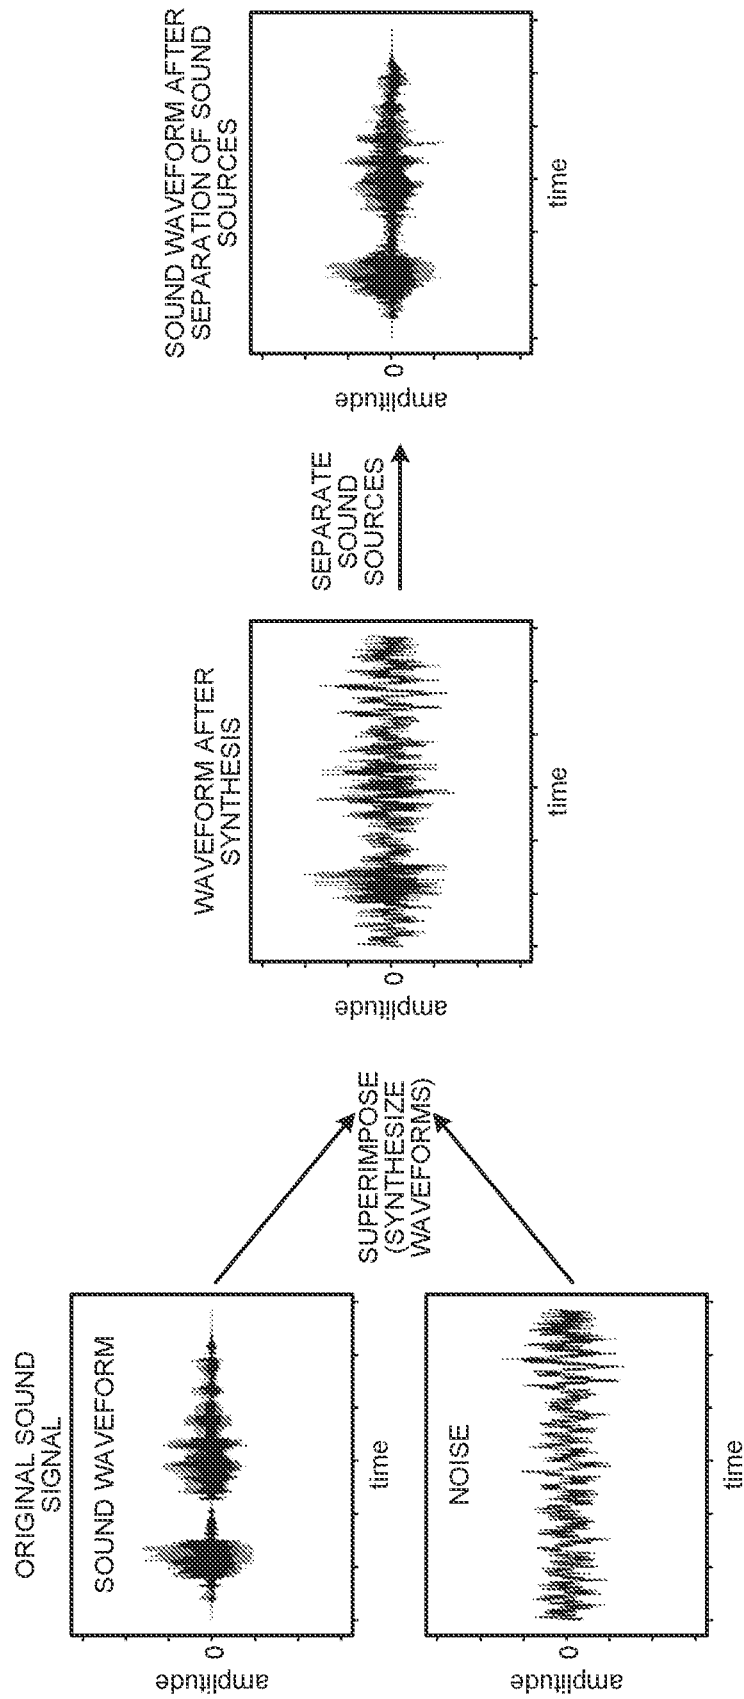 ORIGINAL SOUND
SIGNAL
SOUND WAVEFORM
amplitude
0
time
NOISE
amplitude
0
time
SUPERIMPOSE
(SYNTHESIZE
WAVEFORMS)
WAVEFORM AFTER
SYNTHESIS
amplitude
0
time
SEPARATE
SOUND
SOURCES
SOUND WAVEFORM AFTER
SEPARATION OF SOUND
SOURCES
amplitude
0
time